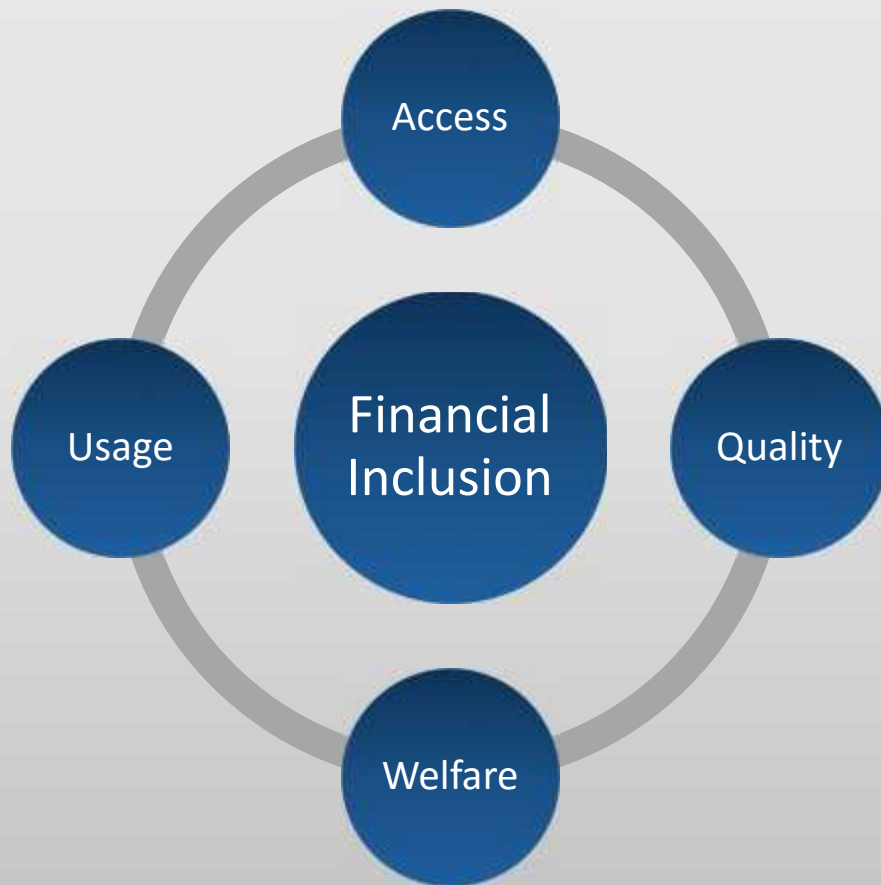 Access
Usage
Financial
Inclusion
Quality
Welfare